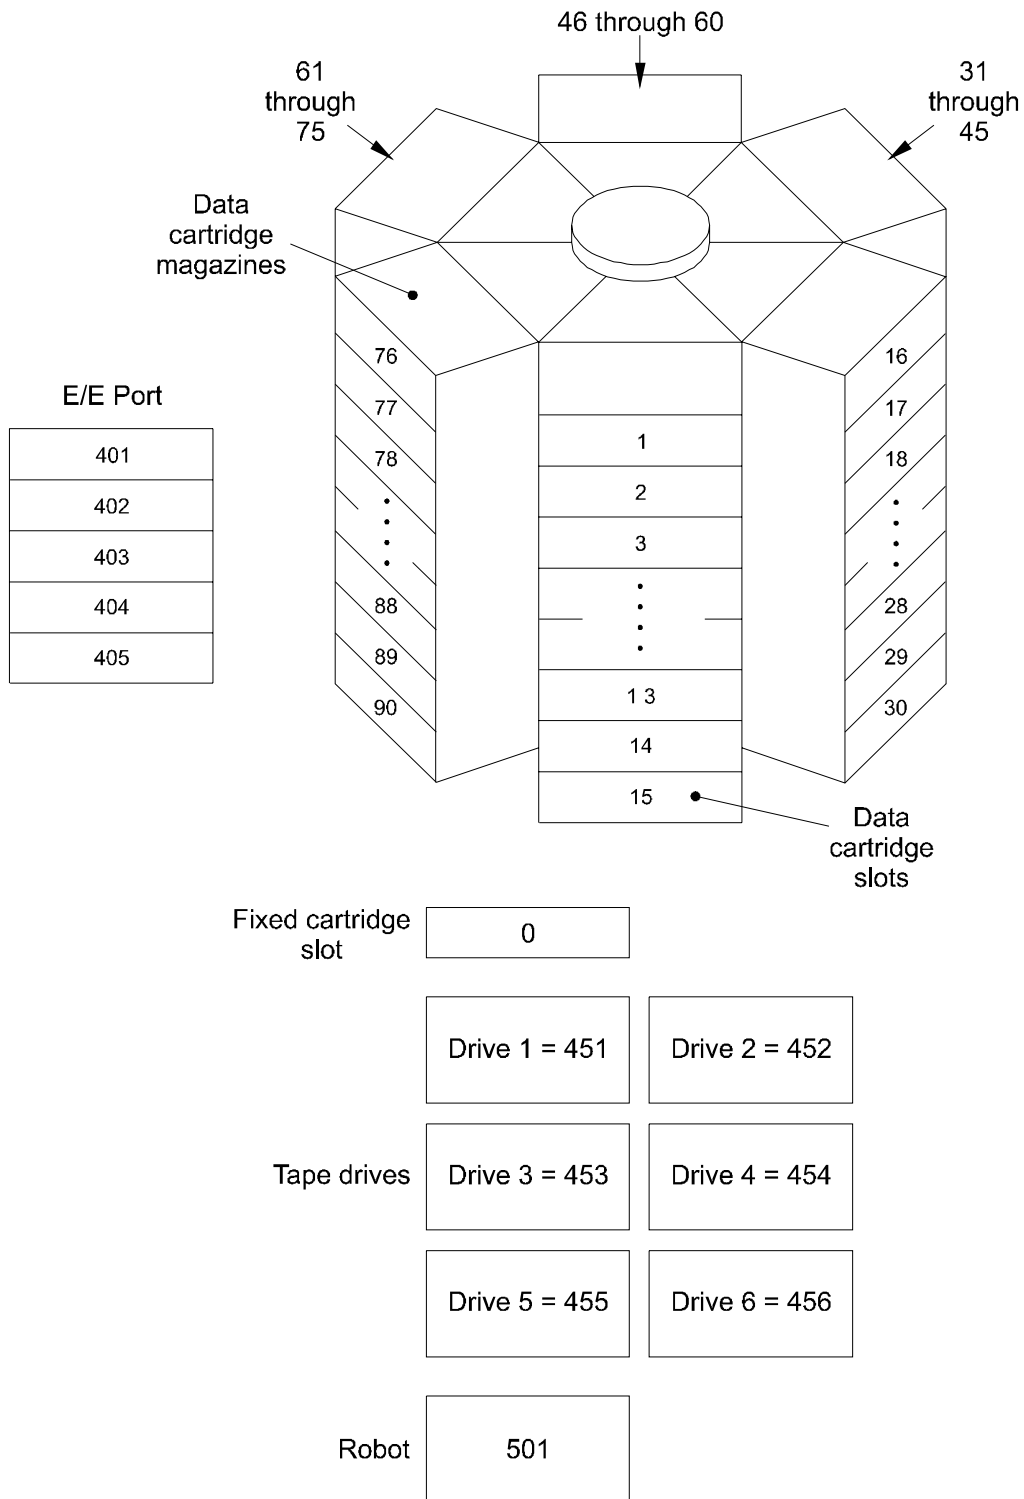 46 through 60
61
through
75
31
through
45
Data
cartridge
magazines
76
77
78
88
89
90
16
17
18
28
29
30
E/E Port
401
402
403
404
405
1
2
3
1 3
14
15
Data
cartridge
slots
Fixed cartridge
slot
0
Drive 1 = 451
Drive 2 = 452
Tape drives
Drive 3 = 453
Drive 4 = 454
Drive 5 = 455
Drive 6 = 456
Robot
501